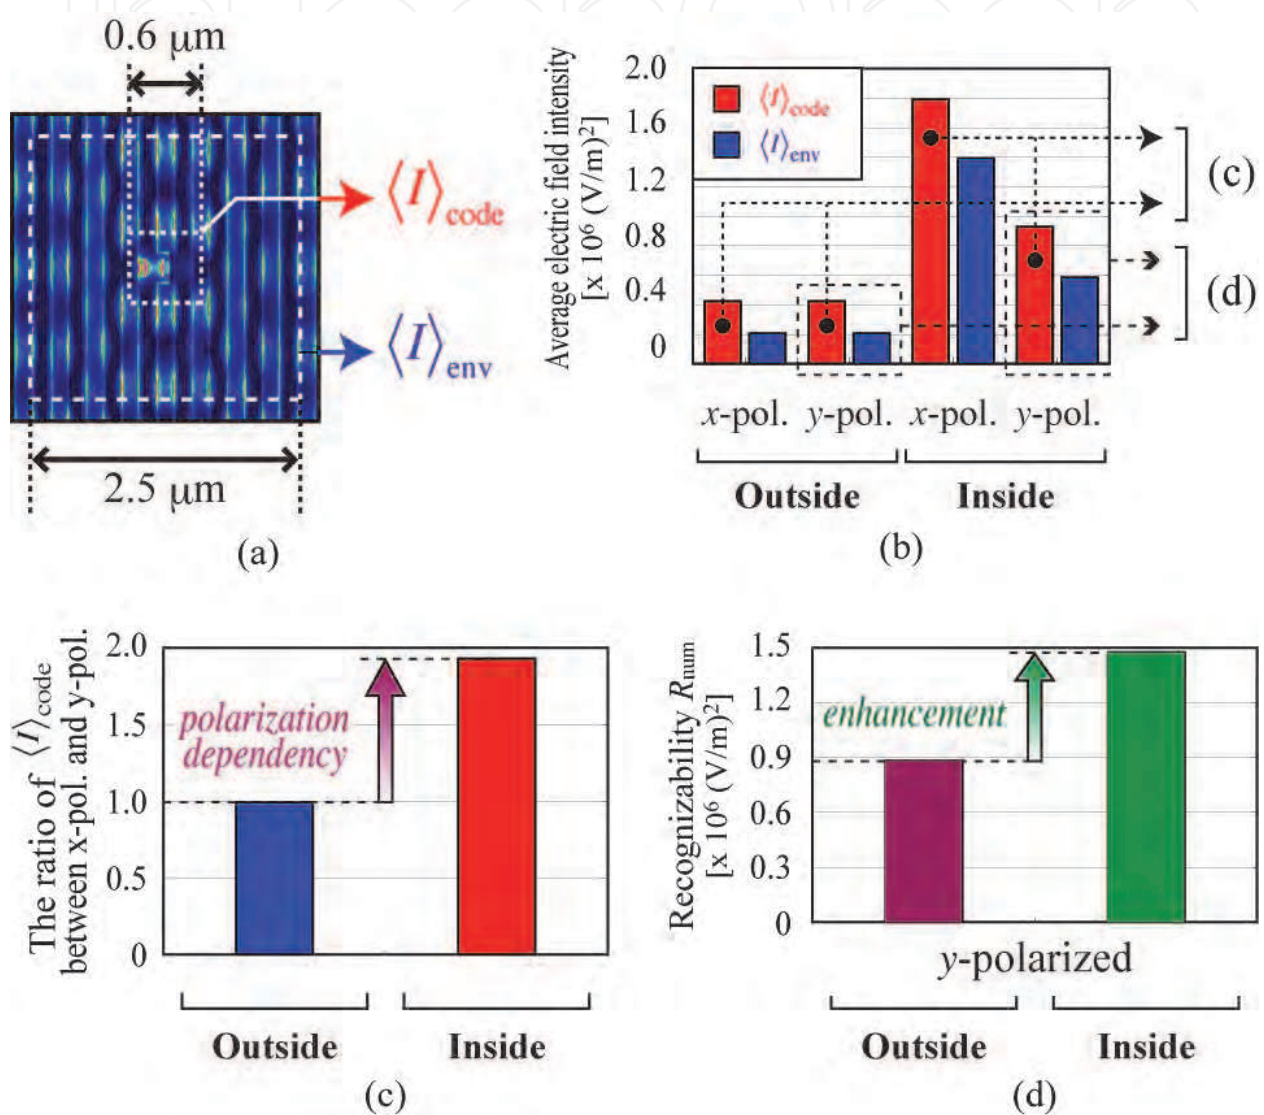 0.6 μm
⟨I⟩code
⟨I⟩env
2.5 μm
(a)
Average electric field intensity
[x 10⁶ (V/m)²]
2.0
1.6
1.2
0.8
0.4
0
⟨I⟩code
⟨I⟩env
(c)
(d)
x-pol. y-pol. x-pol. y-pol.
Outside Inside
(b)
The ratio of ⟨I⟩code
between x-pol. and y-pol.
2.0
1.5
1.0
0.5
0
polarization
dependency
Outside Inside
(c)
Recognizability Rnum
[x 10⁶ (V/m)²]
1.5
1.2
0.9
0.6
0.3
0
enhancement
y-polarized
Outside Inside
(d)